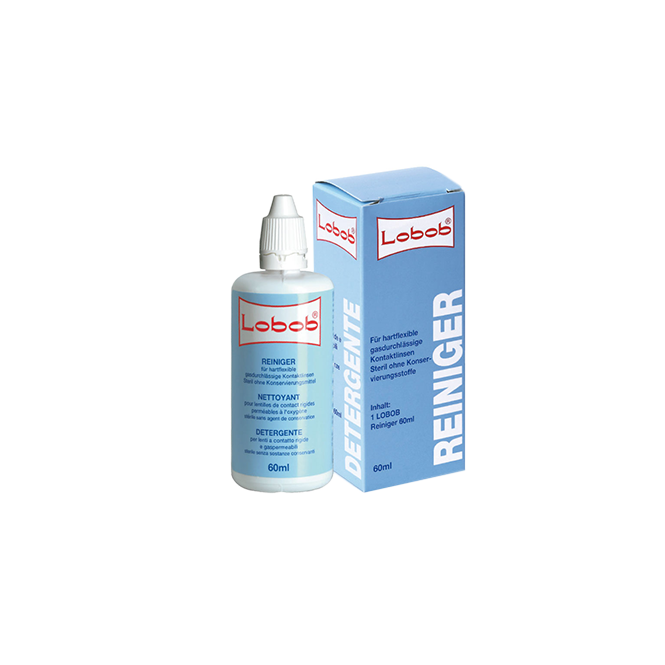 Lobob®
REINIGER
für hartflexible
gasdurchlässige Kontaktlinsen
Steril ohne Konservierungsmittel
NETTOYANT
pour lentilles de contact rigides
perméables à l'oxygène
stérile sans agent de conservation
DETERGENTE
per lenti a contatto rigide
e gaspermeabili
sterile senza sostanze conservanti
60ml
Lobob®
DETERGENTE
Lobob®
Für hartflexible
gasdurchlässige
Kontaktlinsen
Steril ohne Konser-
vierungsstoffe
Inhalt:
1 LOBOB
Reiniger 60ml
60ml
REINIGER